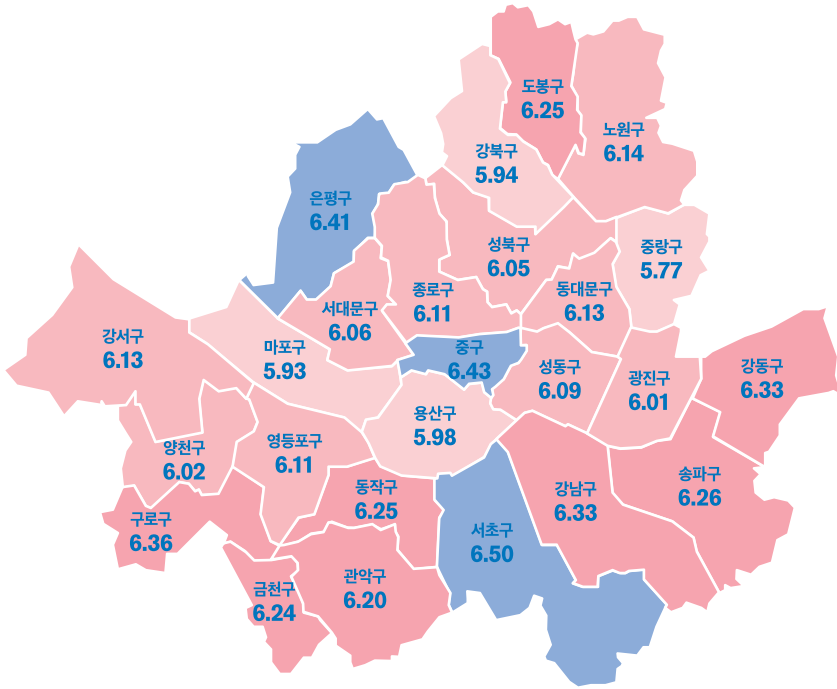 도봉구
6.25
노원구
6.14
강북구
5.94
은평구
6.41
성북구
6.05
중랑구
5.77
종로구
6.11
동대문구
6.13
서대문구
6.06
강서구
6.13
마포구
5.93
중구
6.43
성동구
6.09
광진구
6.01
강동구
6.33
용산구
5.98
양천구
6.02
영등포구
6.11
동작구
6.25
강남구
6.33
송파구
6.26
구로구
6.36
서초구
6.50
금천구
6.24
관악구
6.20